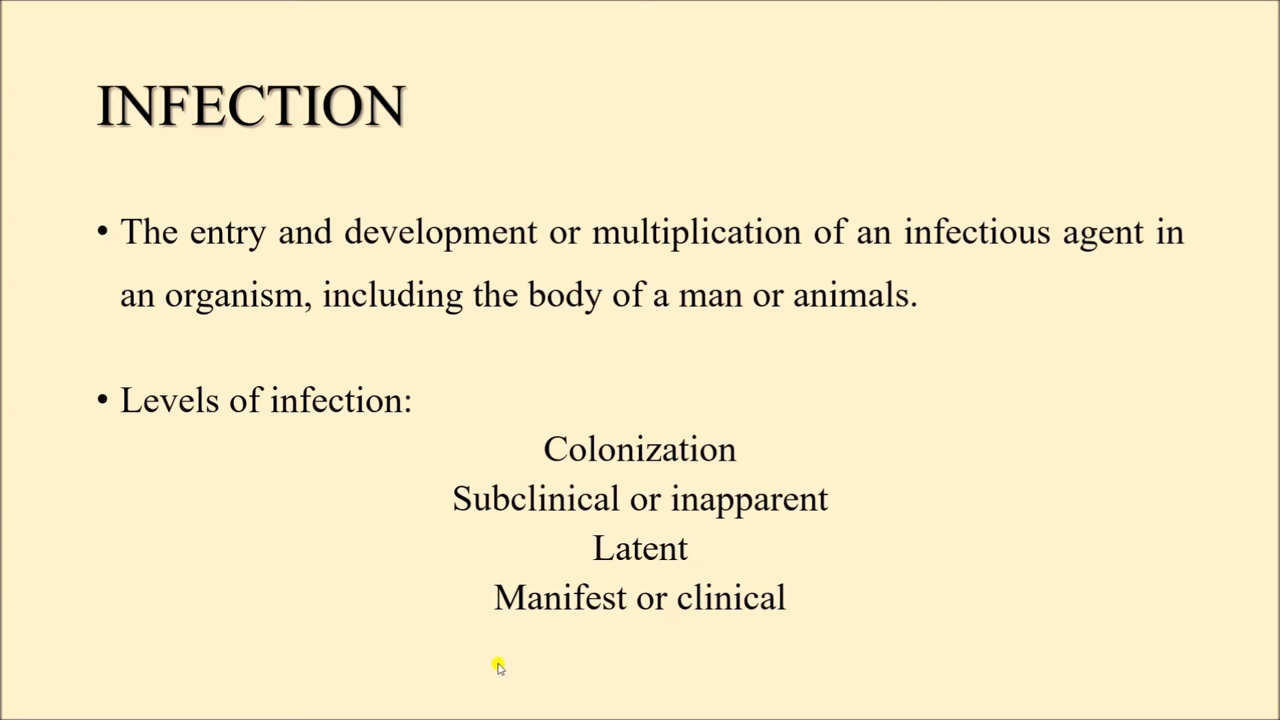 INFECTION
• The entry and development or multiplication of an infectious agent in
an organism, including the body of a man or animals.
• Levels of infection:
Colonization
Subclinical or inapparent
Latent
Manifest or clinical